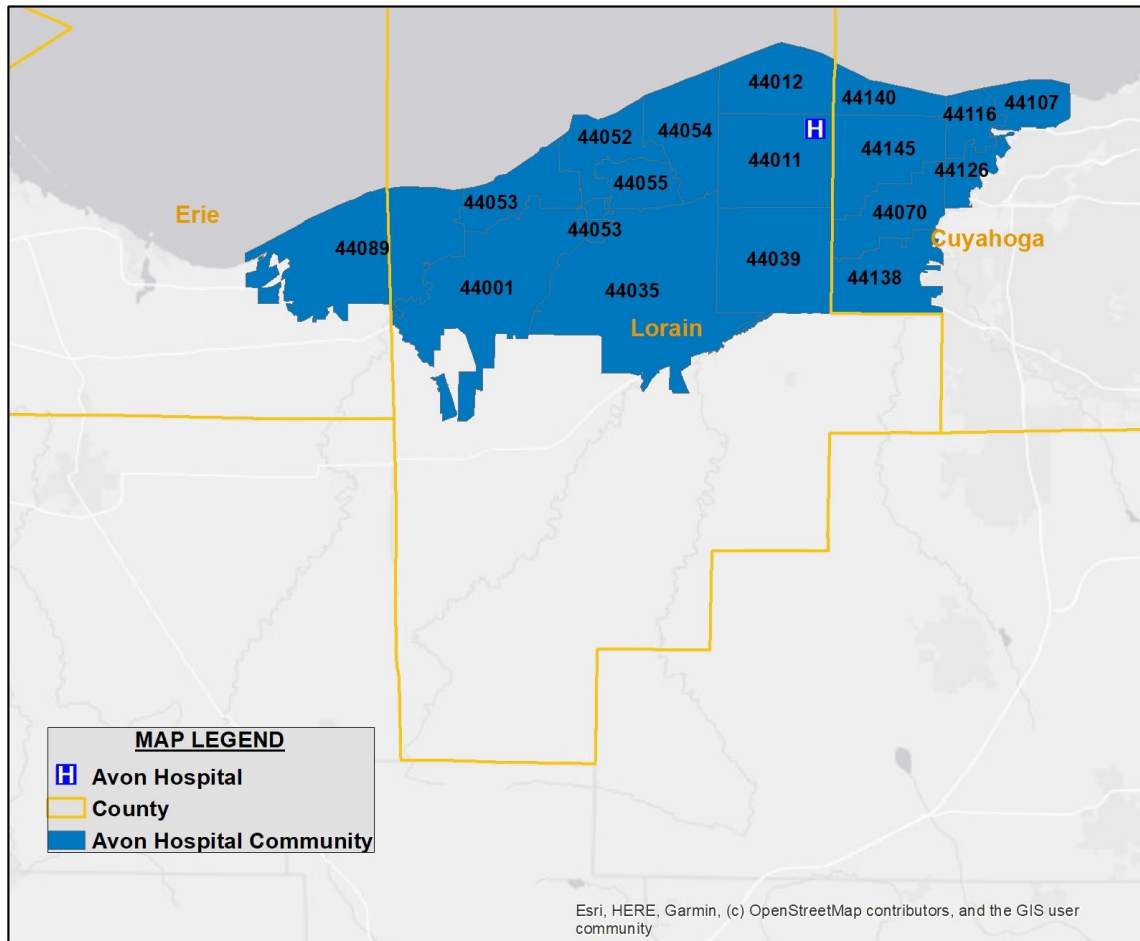 44012
44140
44107
44116
44052
44054
44011
44145
44055
44126
44053
44070
Erie
44053
Cuyahoga
44089
44039
44138
44001
44035
Lorain
MAP LEGEND
H Avon Hospital
County
Avon Hospital Community
H
Esri, HERE, Garmin, (c) OpenStreetMap contributors, and the GIS user
community